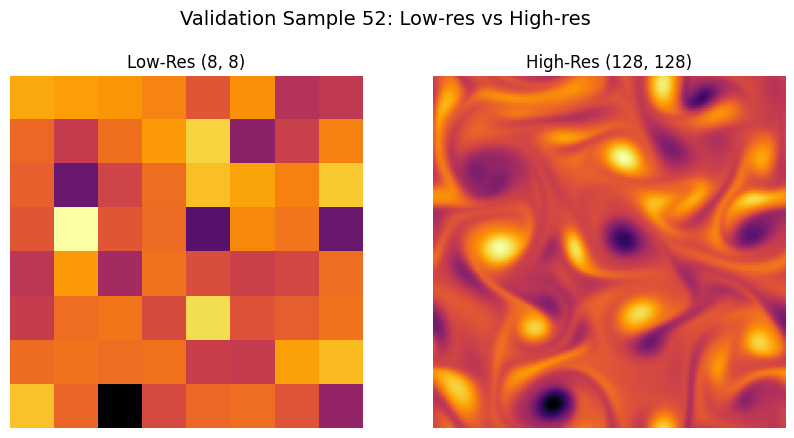 Validation Sample 52: Low-res vs High-res
Low-Res (8, 8)
High-Res (128, 128)